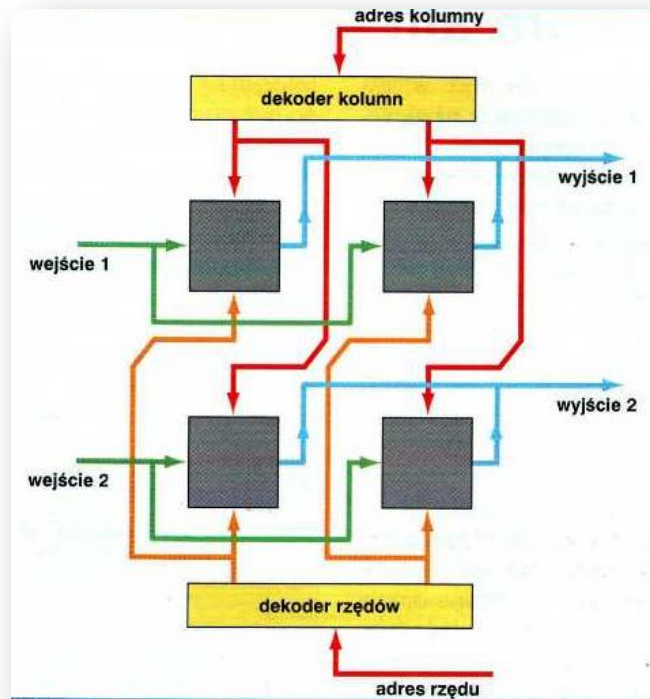 adres kolumny
dekoder kolumn
wyjście 1
wejście 1
wyjście 2
wejście 2
dekoder rzędów
adres rzędu